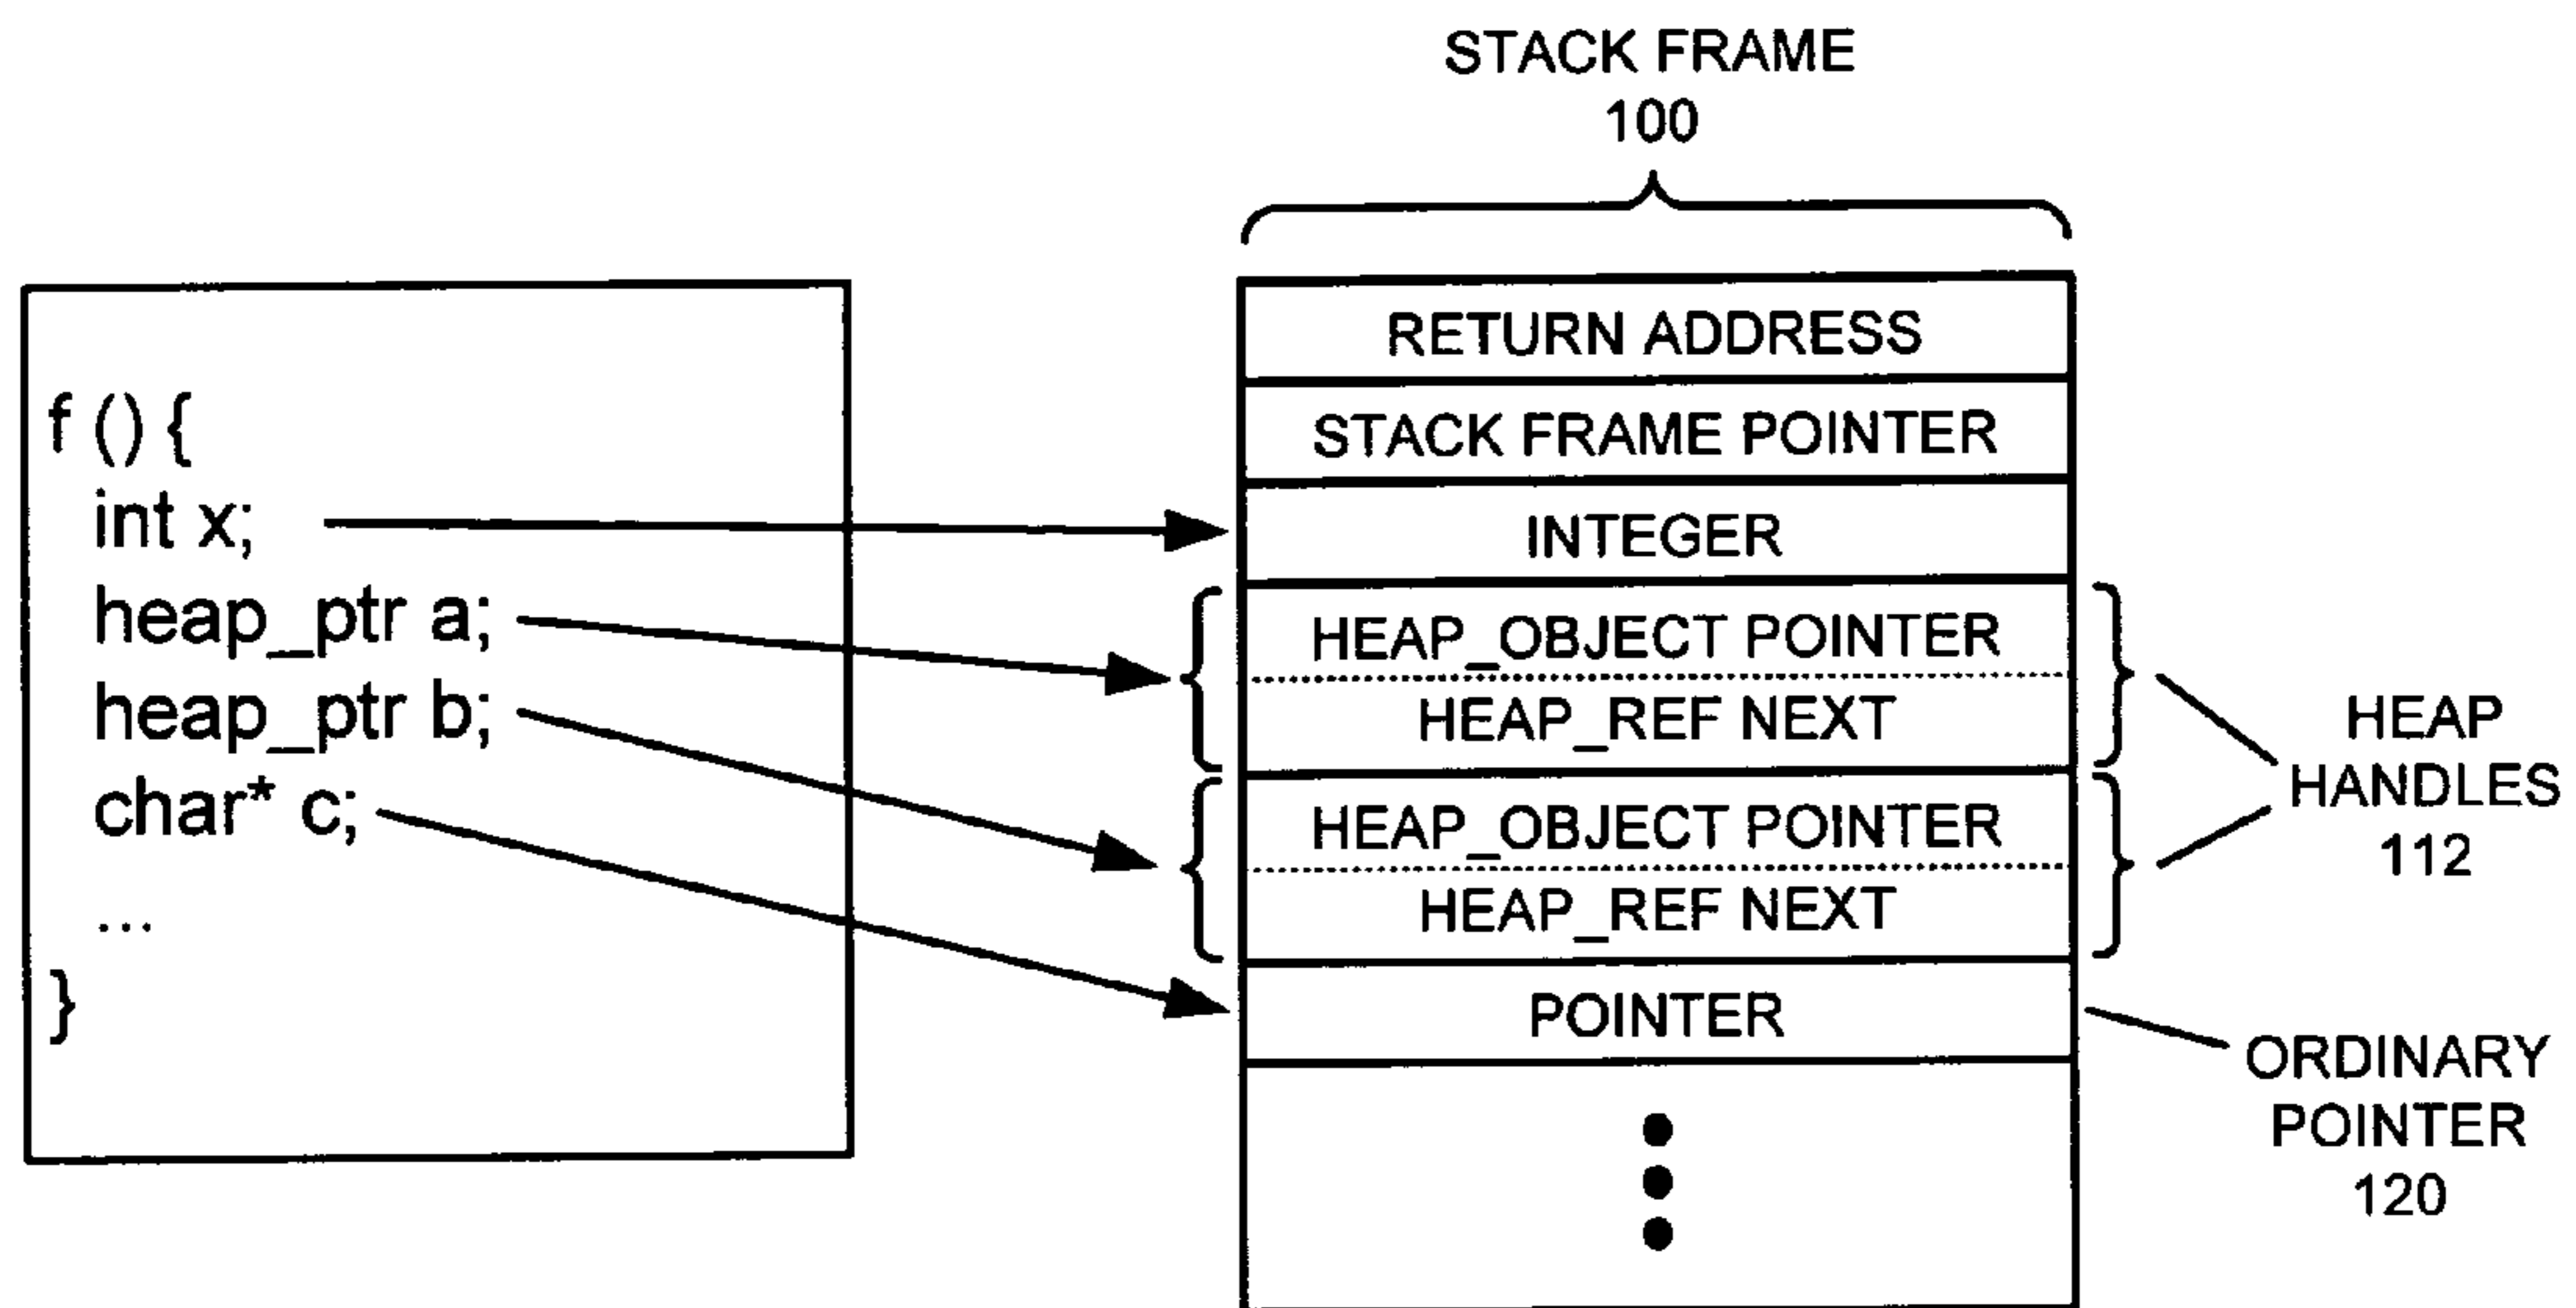 STACK FRAME
100
f () {
int x;
heap_ptr a;
heap_ptr b;
char* c;
...
}
RETURN ADDRESS
STACK FRAME POINTER
INTEGER
HEAP_OBJECT POINTER
HEAP_REF NEXT
HEAP_OBJECT POINTER
HEAP_REF NEXT
POINTER
HEAP
HANDLES
112
ORDINARY
POINTER
120